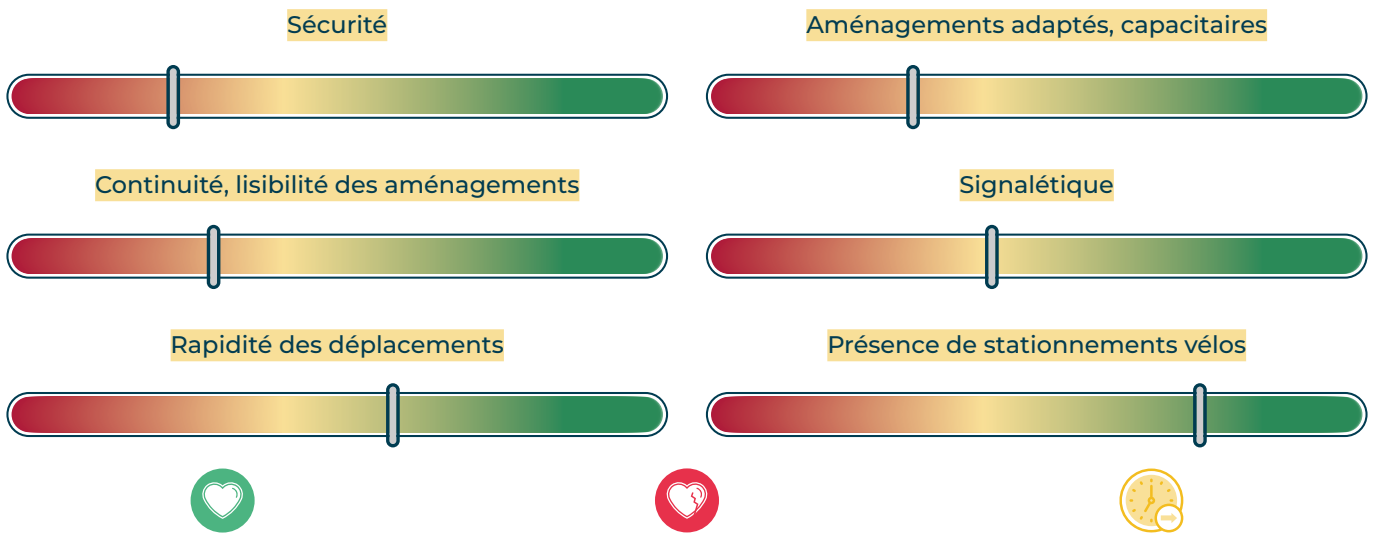 Sécurité
Aménagements adaptés, capacitaires
Continuité, lisibilité des aménagements
Signalétique
Rapidité des déplacements
Présence de stationnements vélos